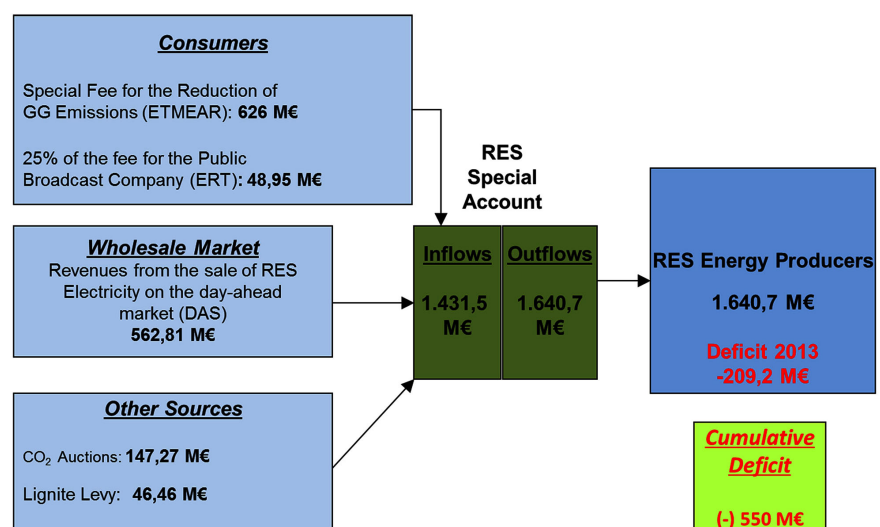 Consumers
Special Fee for the Reduction of
GG Emissions (ETMEAR): 626 M€
25% of the fee for the Public
Broadcast Company (ERT): 48,95 M€
Wholesale Market
Revenues from the sale of RES
Electricity on the day-ahead
market (DAS)
562,81 M€
Other Sources
CO₂ Auctions: 147,27 M€
Lignite Levy: 46,46 M€
RES
Special
Account
Inflows
1.431,5
M€
Outflows
1.640,7
M€
RES Energy Producers
1.640,7 M€
Deficit 2013
-209,2 M€
Cumulative
Deficit
(-) 550 M€